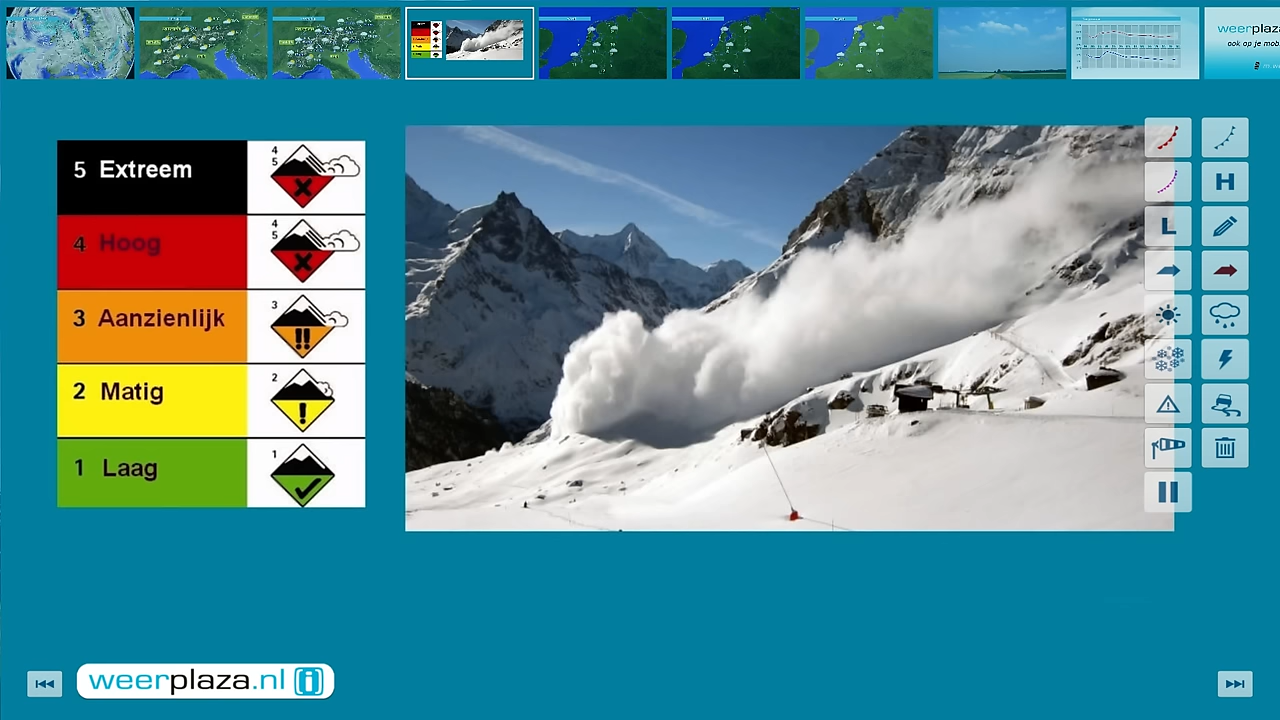 weerplaza
ook op je mob
5 Extreem
4
5
4 Hoog
4
5
3 Aanzienlijk
3
2 Matig
2
1 Laag
1
H
L
weerplaza.nl [i]